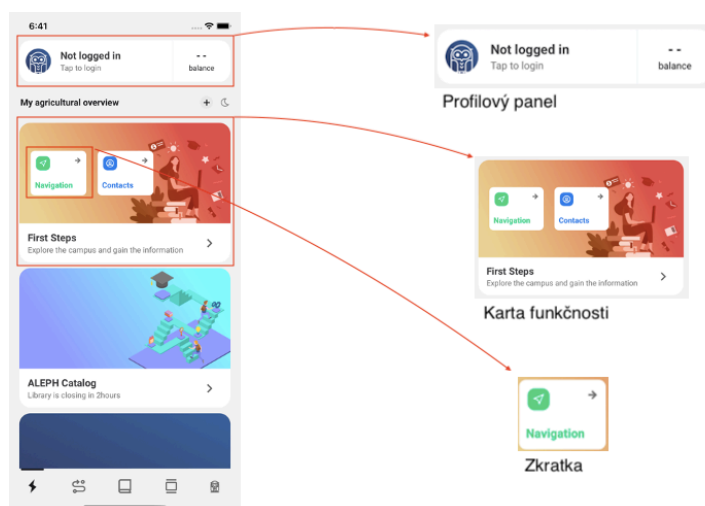 6:41
Not logged in
Tap to login
- -
balance
My agricultural overview
Navigation
Contacts
First Steps
Explore the campus and gain the information
ALEPH Catalog
Library is closing in 2hours
Not logged in
Tap to login
- -
balance
Profilový panel
Navigation
Contacts
First Steps
Explore the campus and gain the information
Karta funkčnosti
Navigation
Zkratka